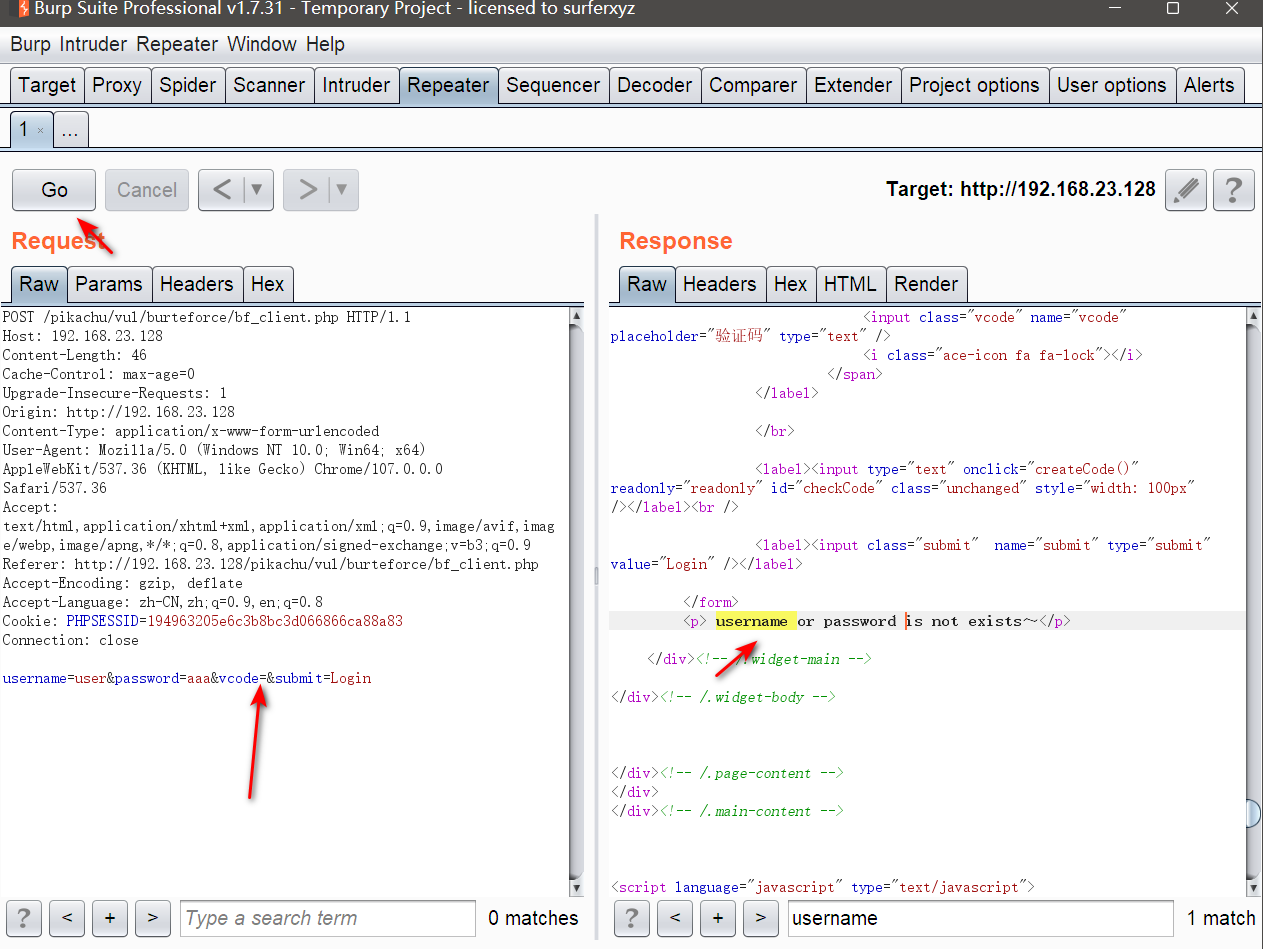 Burp Suite Professional v1.7.31 - Temporary Project - licensed to surferxyz
Burp Intruder Repeater Window Help
Target Proxy Spider Scanner Intruder Repeater Sequencer Decoder Comparer Extender Project options User options Alerts
1 × ...
Go Cancel < ▼ > ▼ Target: http://192.168.23.128 ?
Request
Raw Params Headers Hex
POST /pikachu/vul/burteforce/bf_client.php HTTP/1.1
Host: 192.168.23.128
Content-Length: 46
Cache-Control: max-age=0
Upgrade-Insecure-Requests: 1
Origin: http://192.168.23.128
Content-Type: application/x-www-form-urlencoded
User-Agent: Mozilla/5.0 (Windows NT 10.0; Win64; x64)
AppleWebKit/537.36 (KHTML, like Gecko) Chrome/107.0.0.0
Safari/537.36
Accept:
text/html,application/xhtml+xml,application/xml;q=0.9,image/avif,imag
e/webp,image/apng,*/*;q=0.8,application/signed-exchange;v=b3;q=0.9
Referer: http://192.168.23.128/pikachu/vul/burteforce/bf_client.php
Accept-Encoding: gzip, deflate
Accept-Language: zh-CN,zh;q=0.9,en;q=0.8
Cookie: PHPSESSID=194963205e6c3b8bc3d066866ca88a83
Connection: close
username=user&password=aaa&vcode=&submit=Login
? < + > Type a search term 0 matches
Response
Raw Headers Hex HTML Render
<input class="vcode" name="vcode"
placeholder="验证码" type="text" />
<i class="ace-icon fa fa-lock"></i>
</span>
</label>
</br>
<label><input type="text" onclick="createCode()"
readonly="readonly" id="checkCode" class="unchanged" style="width: 100px"
/></label><br />
<label><input class="submit"  name="submit" type="submit"
value="Login" /></label>
</form>
<p> username or password is not exists~</p>
</div><!-- /.widget-main -->
</div><!-- /.widget-body -->
</div><!-- /.page-content -->
</div>
</div><!-- /.main-content -->
<script language="javascript" type="text/javascript">
? < + > username 1 match